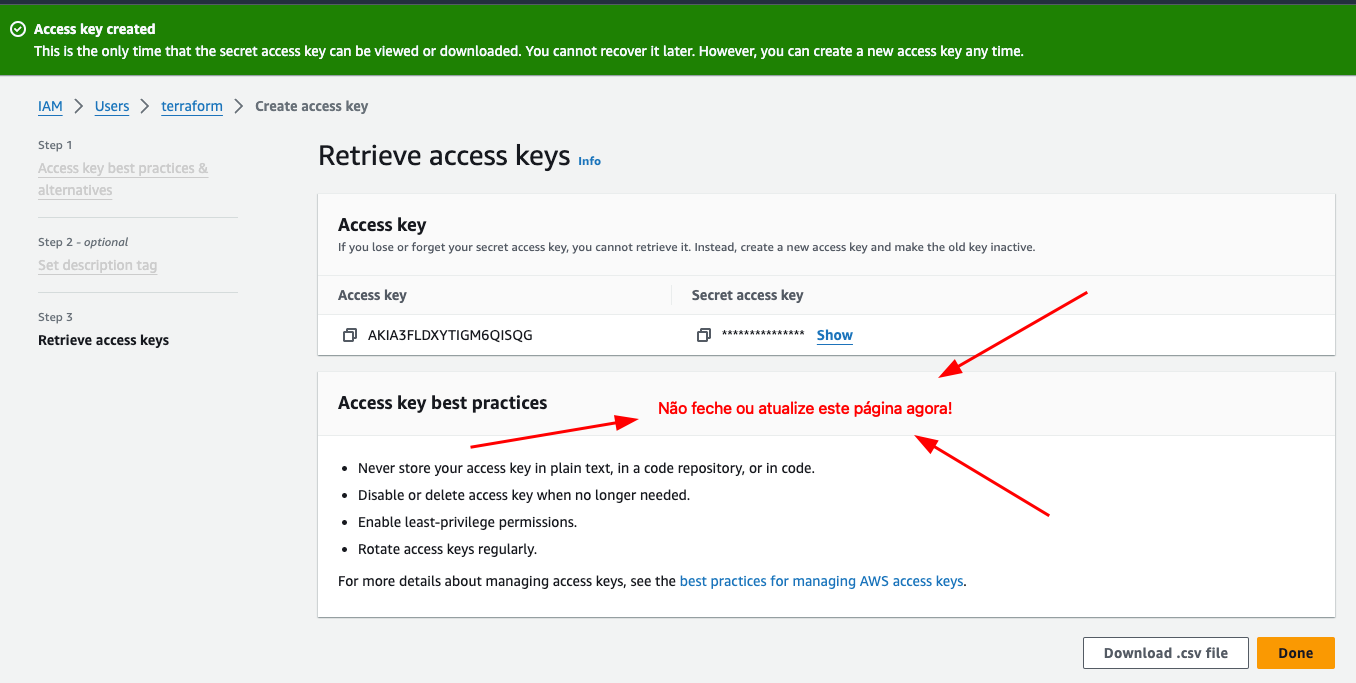 Access key created
This is the only time that the secret access key can be viewed or downloaded. You cannot recover it later. However, you can create a new access key any time.
IAM > Users > terraform > Create access key
Step 1
Access key best practices &
alternatives
Step 2 - optional
Set description tag
Step 3
Retrieve access keys
Retrieve access keys Info
Access key
If you lose or forget your secret access key, you cannot retrieve it. Instead, create a new access key and make the old key inactive.
Access key Secret access key
AKIA3FLDXYTIGM6QISQG *************** Show
Access key best practices
Não feche ou atualize este página agora!
• Never store your access key in plain text, in a code repository, or in code.
• Disable or delete access key when no longer needed.
• Enable least-privilege permissions.
• Rotate access keys regularly.
For more details about managing access keys, see the best practices for managing AWS access keys.
Download .csv file Done